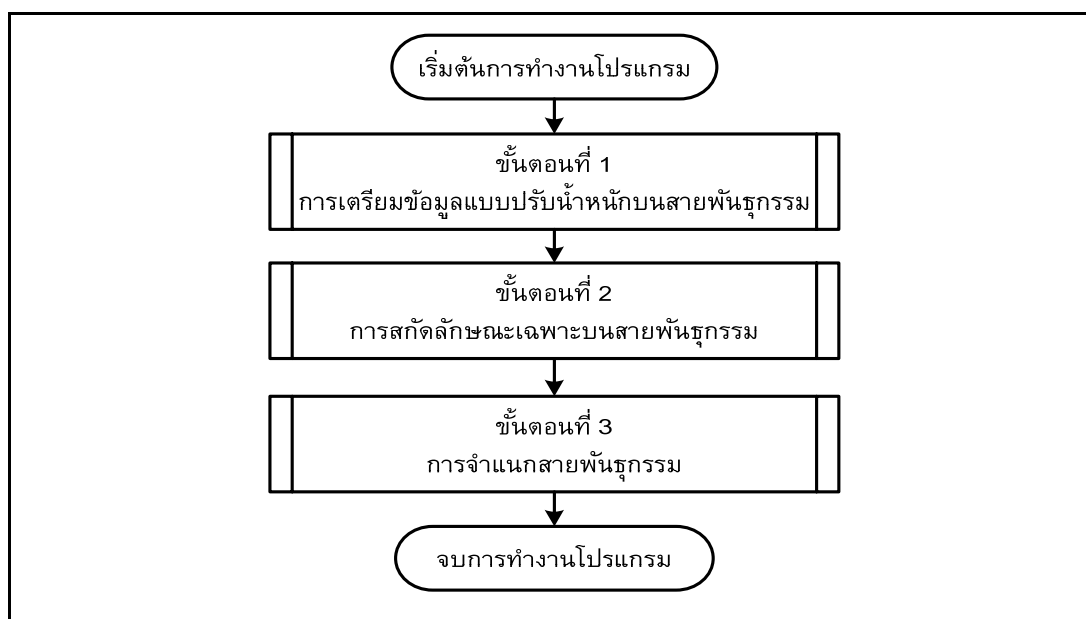 เริ่มต้นการทำงานโปรแกรม
ขั้นตอนที่ 1
การเตรียมข้อมูลแบบปรับน้ำหนักบนสายพันธุกรรม
ขั้นตอนที่ 2
การสกัดลักษณะเฉพาะบนสายพันธุกรรม
ขั้นตอนที่ 3
การจำแนกสายพันธุกรรม
จบการทำงานโปรแกรม